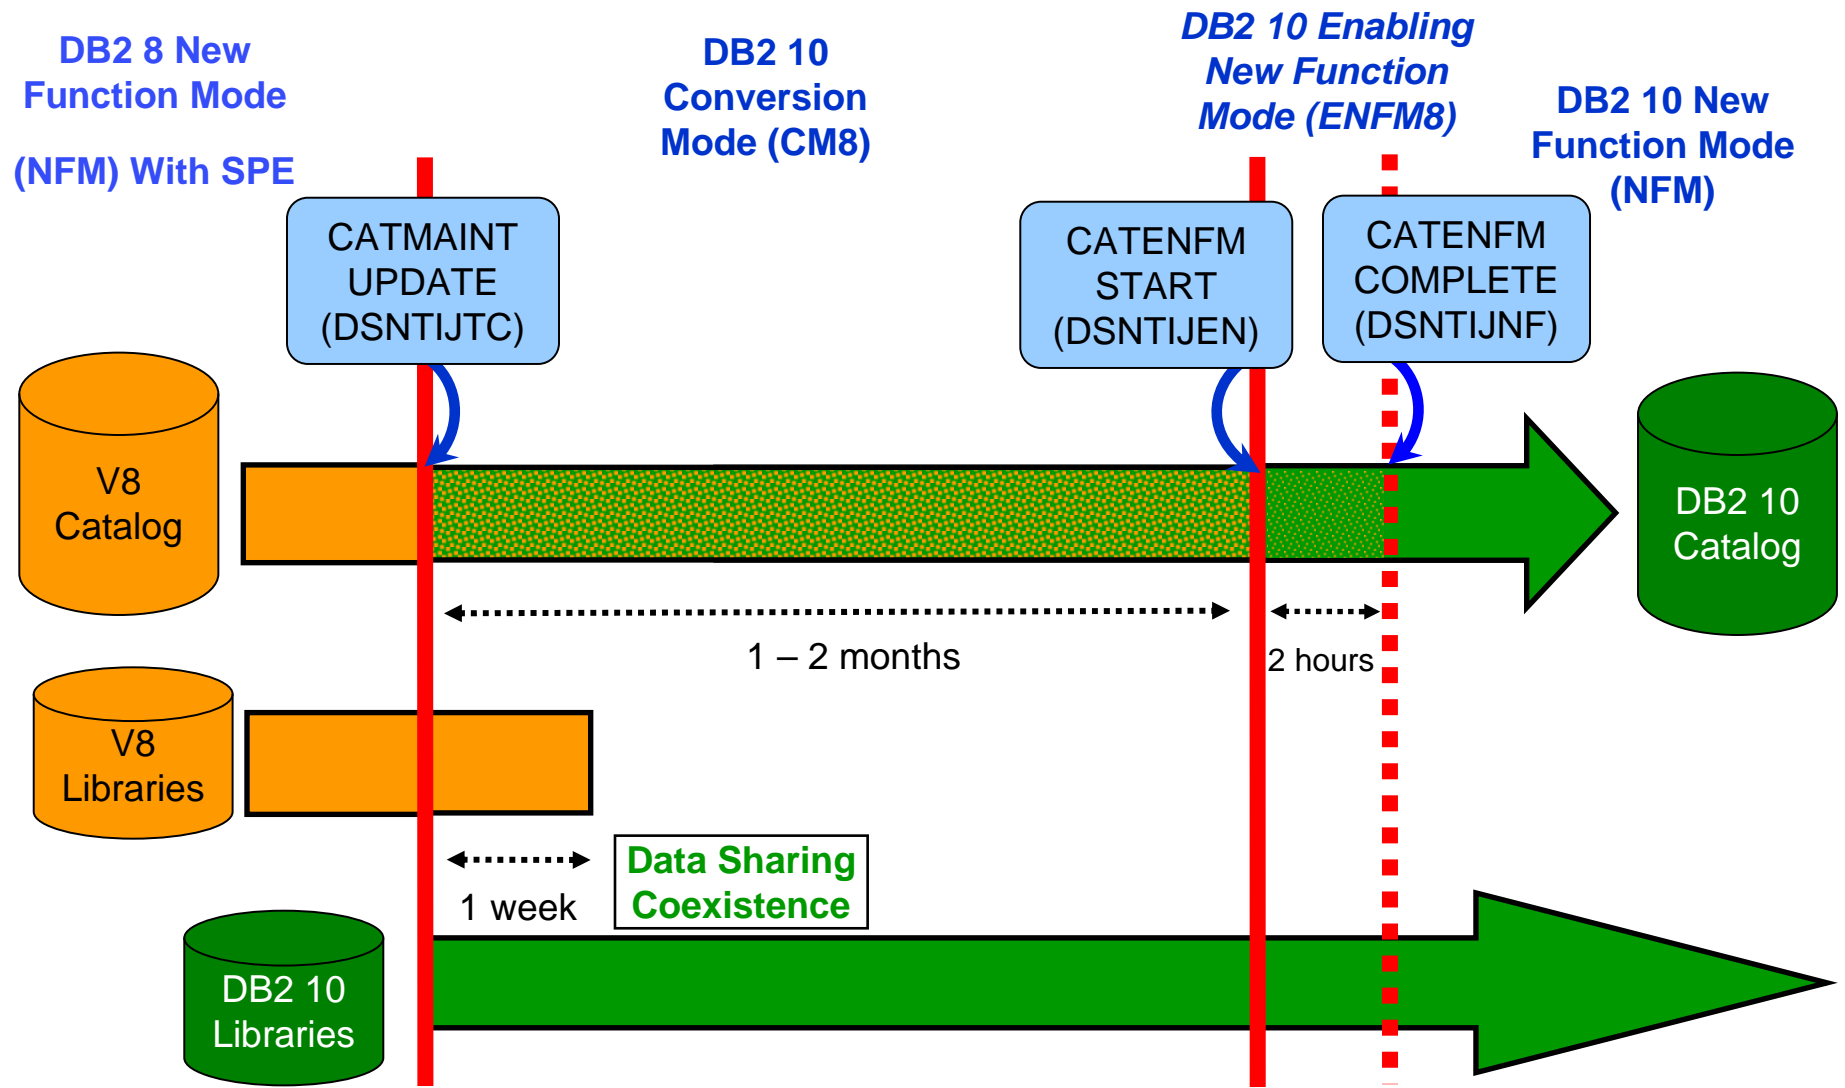 DB2 8 New
Function Mode
(NFM) With SPE
DB2 10
Conversion
Mode (CM8)
DB2 10 Enabling
New Function
Mode (ENFM8)
DB2 10 New
Function Mode
(NFM)
CATMAINT
UPDATE
(DSNTIJTC)
CATENFM
START
(DSNTIJEN)
CATENFM
COMPLETE
(DSNTIJNF)
V8
Catalog
DB2 10
Catalog
1 – 2 months
2 hours
V8
Libraries
1 week
Data Sharing
Coexistence
DB2 10
Libraries